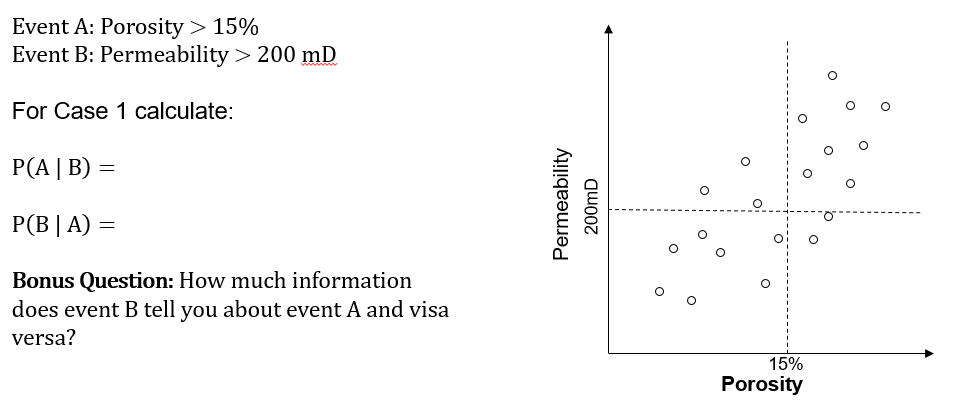 Event A: Porosity > 15%
Event B: Permeability > 200 mD
For Case 1 calculate:
P(A | B) =
P(B | A) =
Bonus Question: How much information
does event B tell you about event A and visa
versa?
Permeability
200mD
15%
Porosity